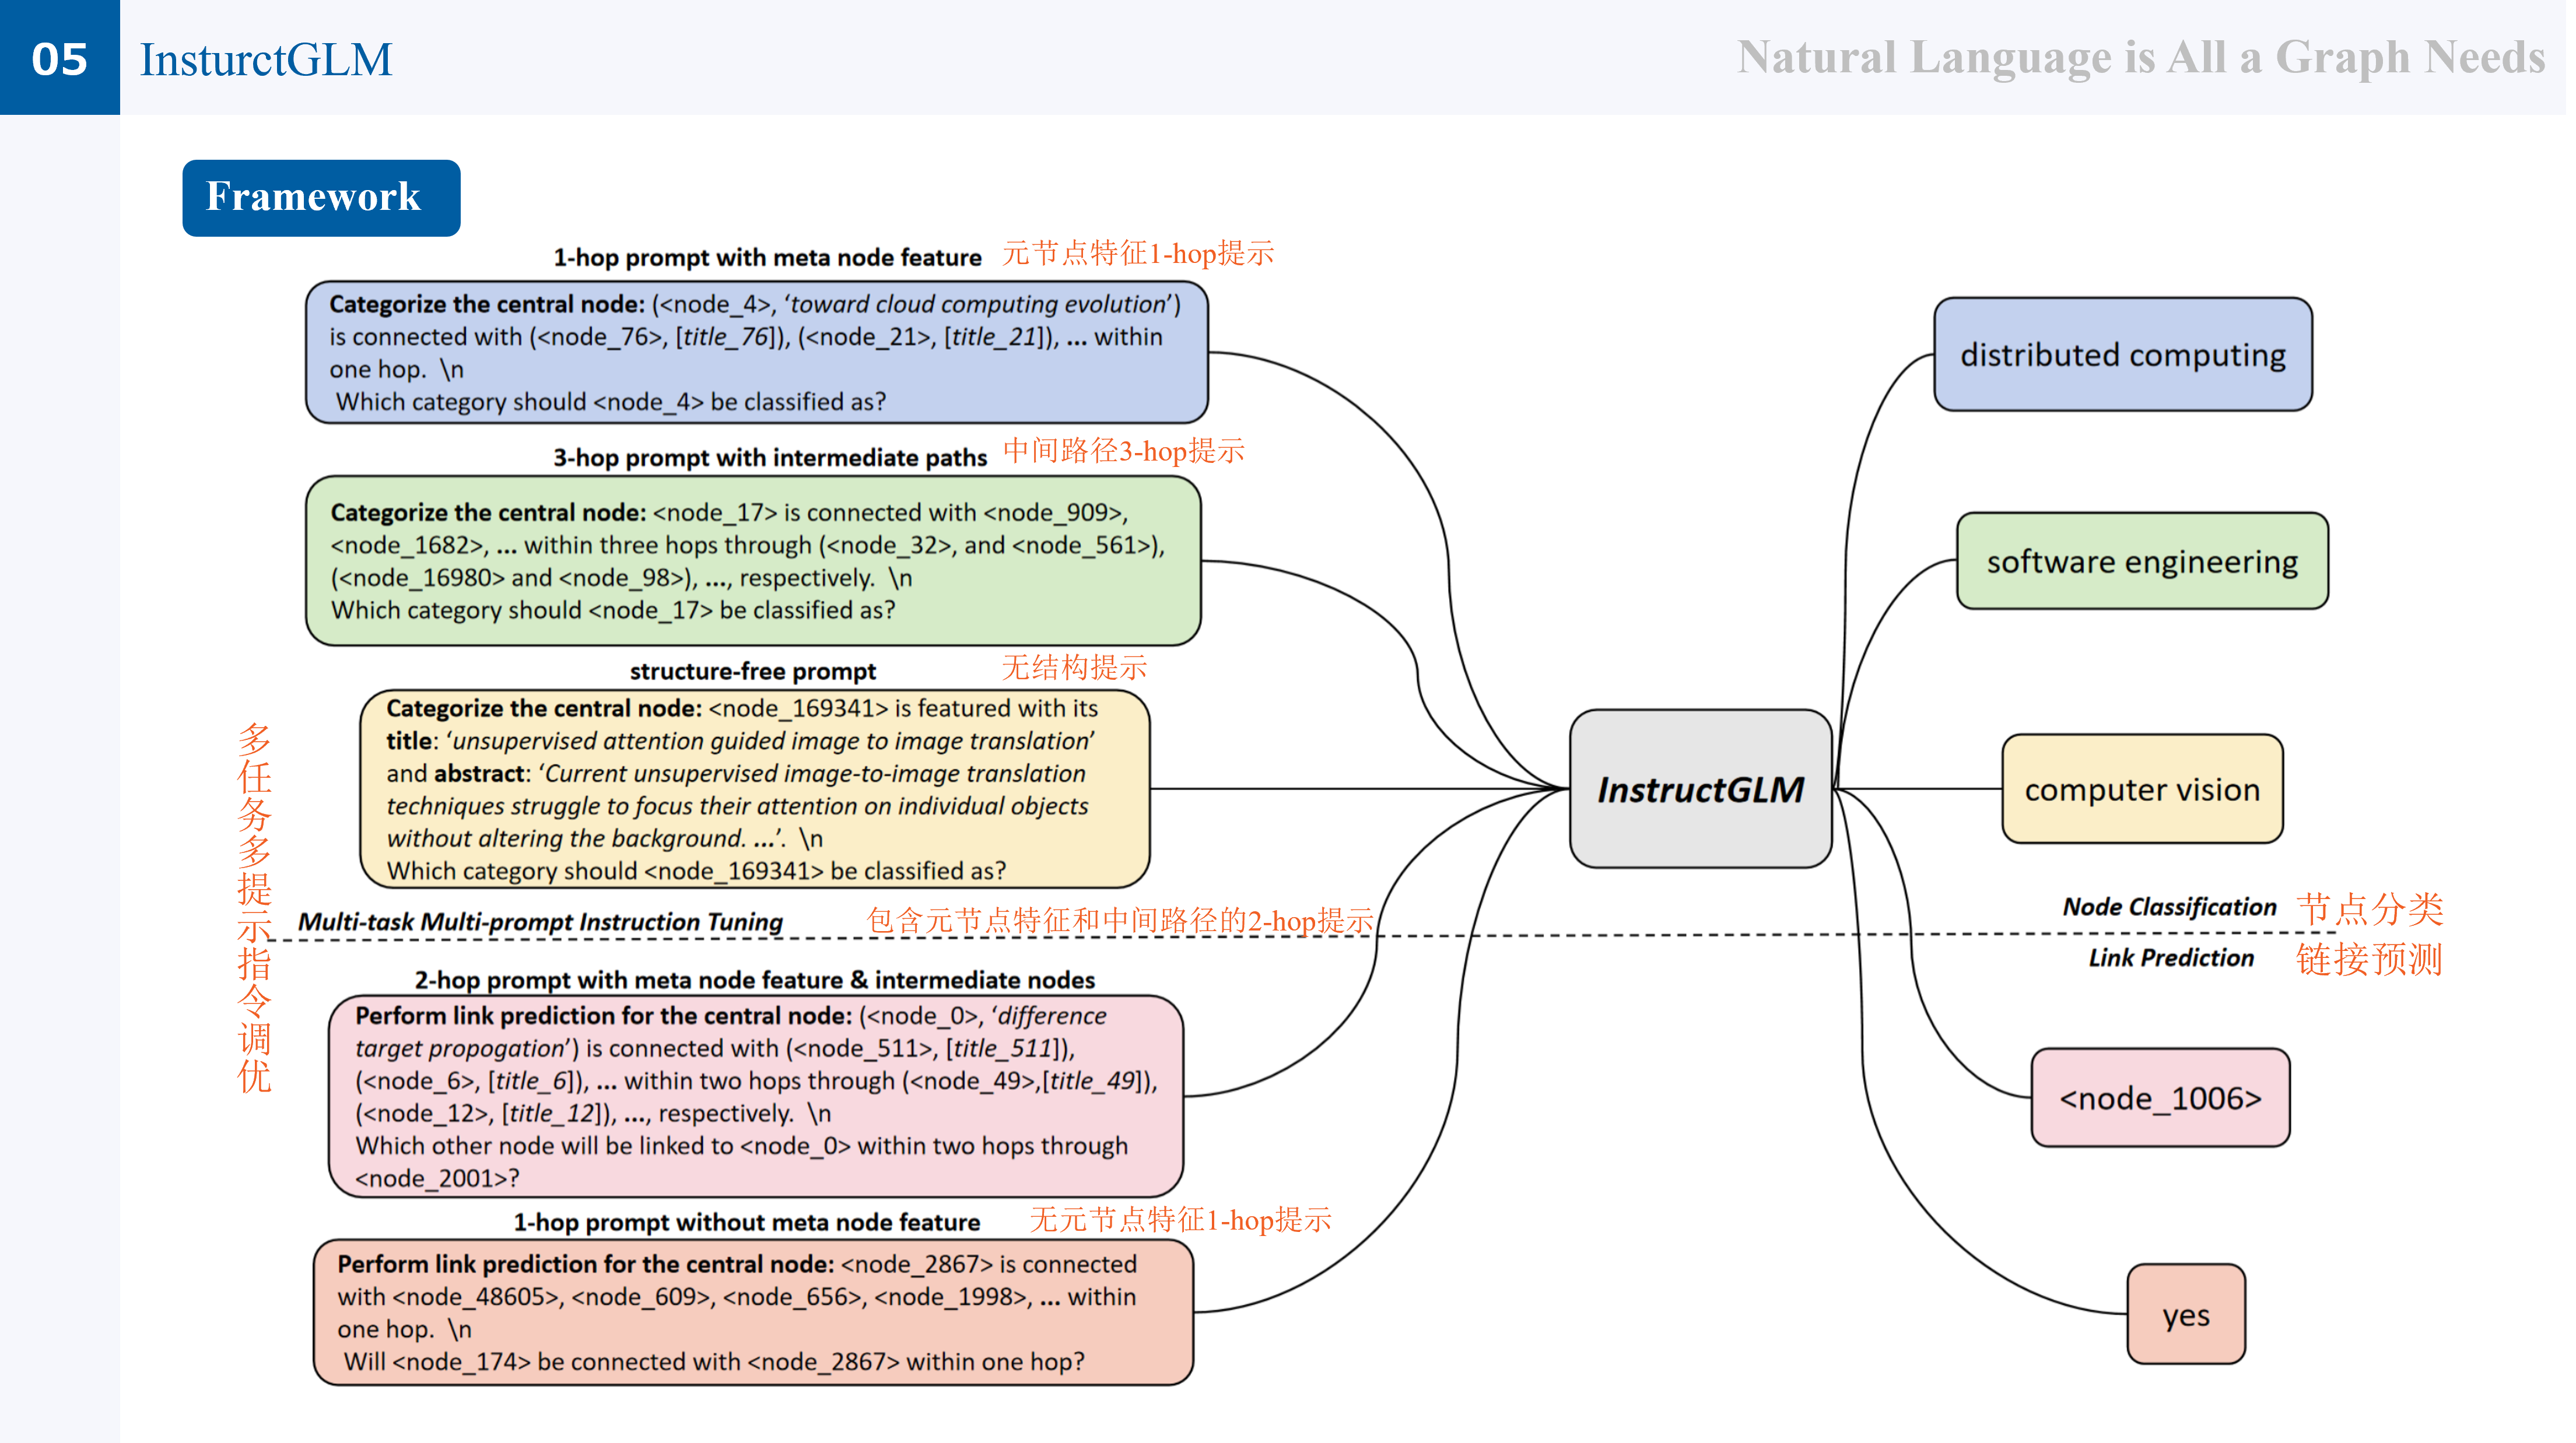 05
InsturctGLM
Natural Language is All a Graph Needs
Framework
1-hop prompt with meta node feature
元节点特征1-hop提示
Categorize the central node: (<node_4>, ‘toward cloud computing evolution’)
is connected with (<node_76>, [title_76]), (<node_21>, [title_21]), ... within
one hop. \n
Which category should <node_4> be classified as?
3-hop prompt with intermediate paths
中间路径3-hop提示
Categorize the central node: <node_17> is connected with <node_909>,
<node_1682>, ... within three hops through (<node_32>, and <node_561>),
(<node_16980> and <node_98>), ..., respectively. \n
Which category should <node_17> be classified as?
structure-free prompt
无结构提示
Categorize the central node: <node_169341> is featured with its
title: ‘unsupervised attention guided image to image translation’
and abstract: ‘Current unsupervised image-to-image translation
techniques struggle to focus their attention on individual objects
without altering the background. ...’. \n
Which category should <node_169341> be classified as?
多任务多提示指令调优
Multi-task Multi-prompt Instruction Tuning
包含元节点特征和中间路径的2-hop提示
2-hop prompt with meta node feature & intermediate nodes
Perform link prediction for the central node: (<node_0>, ‘difference
target propogation’) is connected with (<node_511>, [title_511]),
(<node_6>, [title_6]), ... within two hops through (<node_49>,[title_49]),
(<node_12>, [title_12]), ..., respectively. \n
Which other node will be linked to <node_0> within two hops through
<node_2001>?
1-hop prompt without meta node feature
无元节点特征1-hop提示
Perform link prediction for the central node: <node_2867> is connected
with <node_48605>, <node_609>, <node_656>, <node_1998>, ... within
one hop. \n
Will <node_174> be connected with <node_2867> within one hop?
InstructGLM
distributed computing
software engineering
computer vision
Node Classification
节点分类
Link Prediction
链接预测
<node_1006>
yes